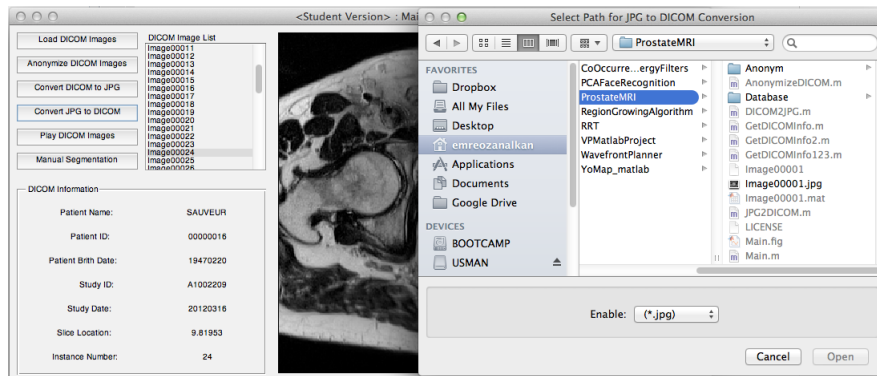 <Student Version> : Mai
Load DICOM Images
Anonymize DICOM Images
Convert DICOM to JPG
Convert JPG to DICOM
Play DICOM Images
Manual Segmentation
DICOM Image List
Image00011
Image00012
Image00013
Image00014
Image00015
Image00016
Image00017
Image00018
Image00019
Image00020
Image00021
Image00022
Image00023
Image00024
Image00025
Image00026
DICOM Information
Patient Name: SAUVEUR
Patient ID: 00000016
Patient Brith Date: 19470220
Study ID: A1002209
Study Date: 20120316
Slice Location: 9.81953
Instance Number: 24
Select Path for JPG to DICOM Conversion
ProstateMRI
FAVORITES
Dropbox
All My Files
Desktop
emreozanalkan
Applications
Documents
Google Drive
DEVICES
BOOTCAMP
USMAN
CoOccurre...ergyFilters
PCAFaceRecognition
ProstateMRI
RegionGrowingAlgorithm
RRT
VPMatlabProject
WavefrontPlanner
YoMap_matlab
Anonym
AnonymizeDICOM.m
Database
DICOM2JPG.m
GetDICOMInfo.m
GetDICOMInfo2.m
GetDICOMInfo123.m
Image00001
Image00001.jpg
Image00001.mat
JPG2DICOM.m
LICENSE
Main.fig
Main.m
Enable: (*.jpg)
Cancel Open